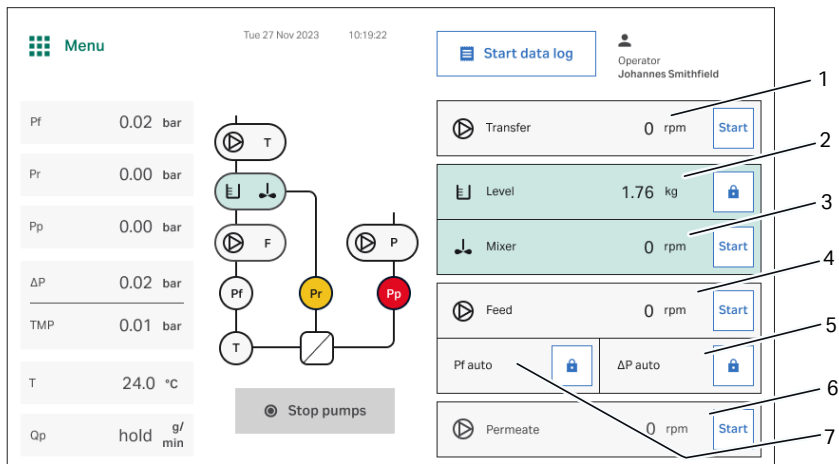 Menu
Tue 27 Nov 2023 10:19:22
Start data log
Operator
Johannes Smithfield
Pf 0.02 bar
Pr 0.00 bar
Pp 0.00 bar
ΔP 0.02 bar
TMP 0.01 bar
T 24.0 °C
Qp hold g/
min
T
F
P
Pf
Pr
Pp
T
Stop pumps
Transfer 0 rpm Start
Level 1.76 kg
Mixer 0 rpm Start
Feed 0 rpm Start
Pf auto
ΔP auto
Permeate 0 rpm Start
1
2
3
4
5
6
7